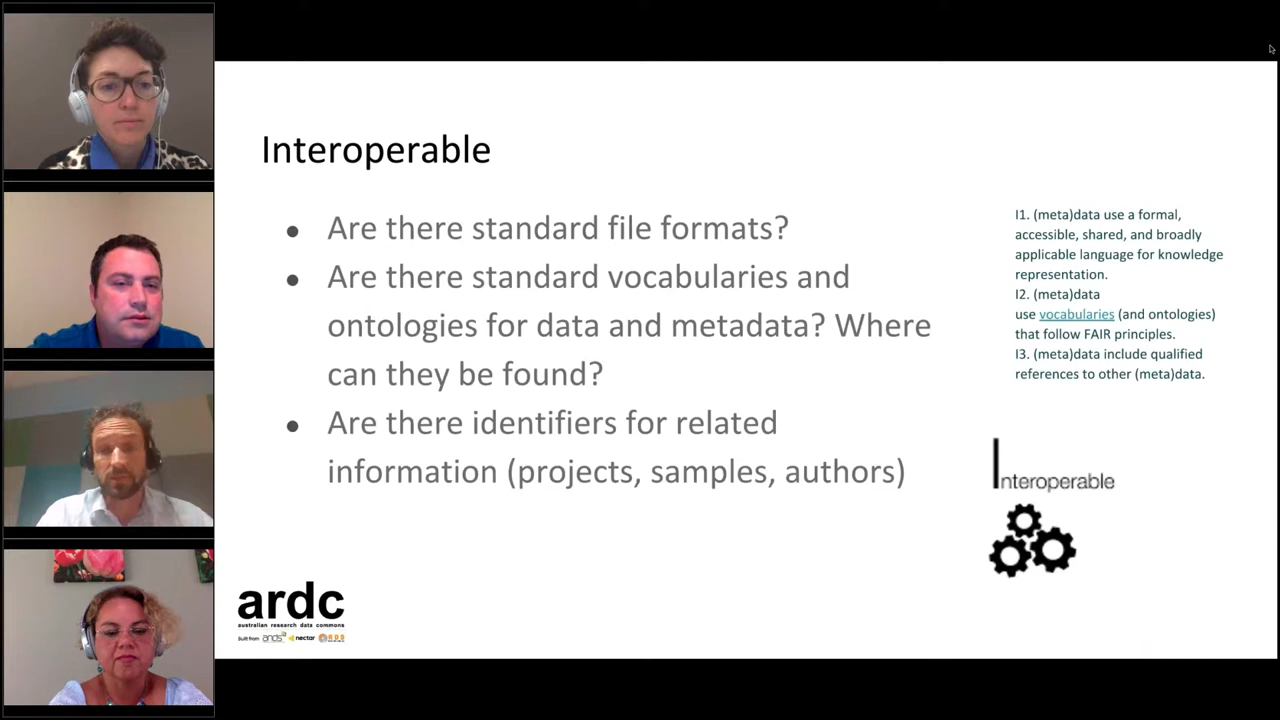 Interoperable
● Are there standard file formats?
● Are there standard vocabularies and
ontologies for data and metadata? Where
can they be found?
● Are there identifiers for related
information (projects, samples, authors)
I1. (meta)data use a formal,
accessible, shared, and broadly
applicable language for knowledge
representation.
I2. (meta)data
use vocabularies (and ontologies)
that follow FAIR principles.
I3. (meta)data include qualified
references to other (meta)data.
Interoperable
ardc
australian research data commons
Built from ands nectar RDS